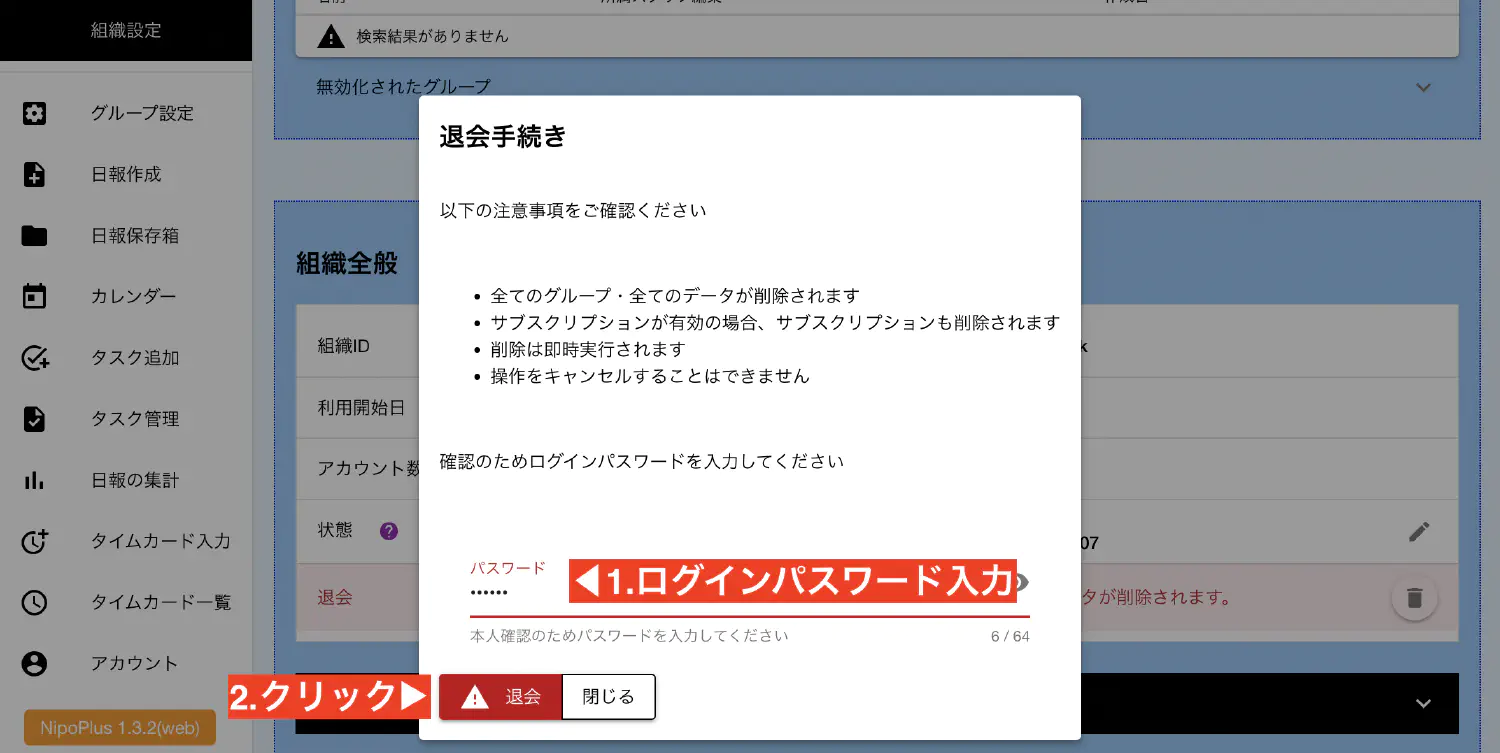 組織設定
グループ設定
日報作成
日報保存箱
カレンダー
タスク追加
タスク管理
日報の集計
タイムカード入力
タイムカード一覧
アカウント
NipoPlus 1.3.2(web)
検索結果がありません
無効化されたグループ
組織全般
組織ID
k
利用開始日
アカウント数
状態
07
退会
タが削除されます。
退会手続き
以下の注意事項をご確認ください
• 全てのグループ・全てのデータが削除されます
• サブスクリプションが有効の場合、サブスクリプションも削除されます
• 削除は即時実行されます
• 操作をキャンセルすることはできません
確認のためログインパスワードを入力してください
パスワード
••••••
◀1.ログインパスワード入力
本人確認のためパスワードを入力してください
6 / 64
2.クリック▶
退会
閉じる